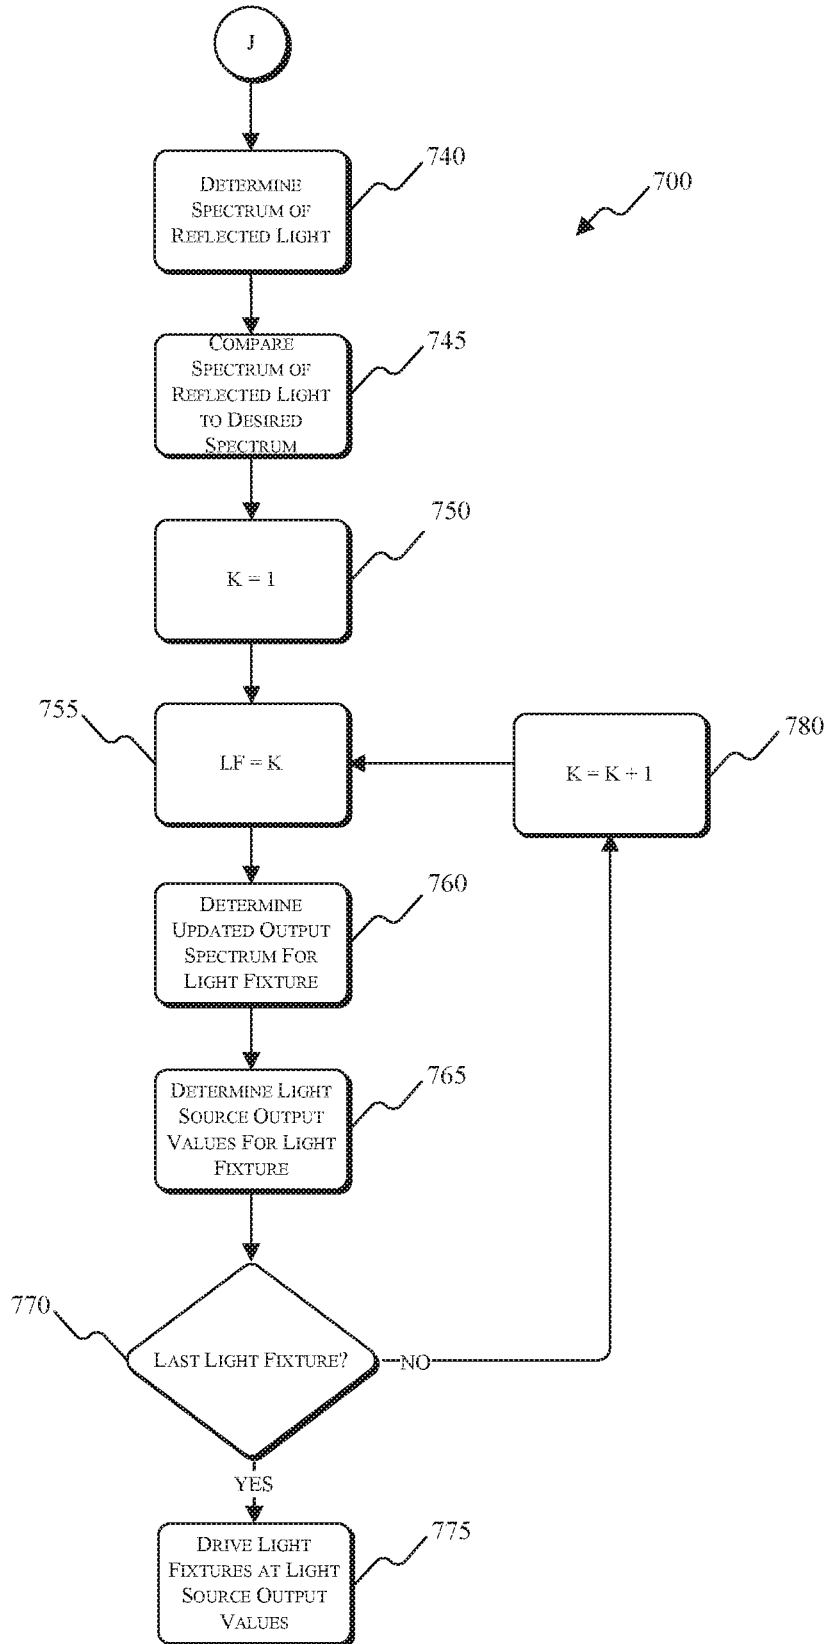 J
740
DETERMINE
SPECTRUM OF
REFLECTED LIGHT
700
745
COMPARE
SPECTRUM OF
REFLECTED LIGHT
TO DESIRED
SPECTRUM
750
K = 1
755
LF = K
780
K = K + 1
760
DETERMINE
UPDATED OUTPUT
SPECTRUM FOR
LIGHT FIXTURE
765
DETERMINE LIGHT
SOURCE OUTPUT
VALUES FOR LIGHT
FIXTURE
770
LAST LIGHT FIXTURE?
NO
YES
775
DRIVE LIGHT
FIXTURES AT LIGHT
SOURCE OUTPUT
VALUES